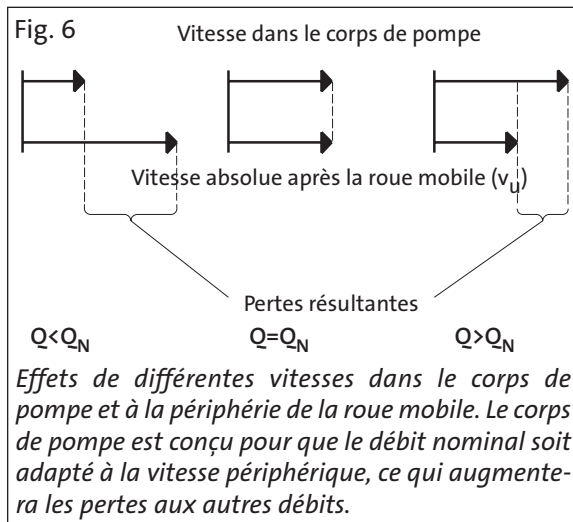 Fig. 6
Vitesse dans le corps de pompe
Vitesse absolue après la roue mobile (vu)
Pertes résultantes
Q<QN Q=QN Q>QN
Effets de différentes vitesses dans le corps de
pompe et à la périphérie de la roue mobile. Le corps
de pompe est conçu pour que le débit nominal soit
adapté à la vitesse périphérique, ce qui augmente-
ra les pertes aux autres débits.